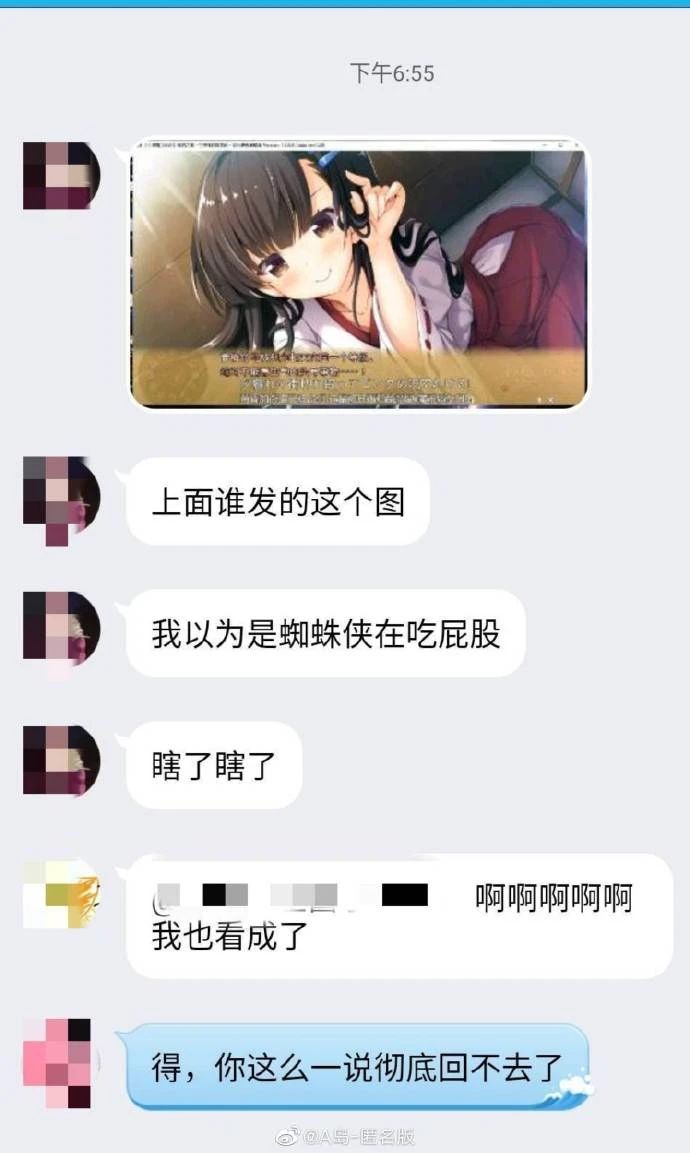 下午6:55
上面谁发的这个图
我以为是蜘蛛侠在吃屁股
瞎了瞎了
@
啊啊啊啊啊
我也看成了
得，你这么一说彻底回不去了
@A岛-匿名版